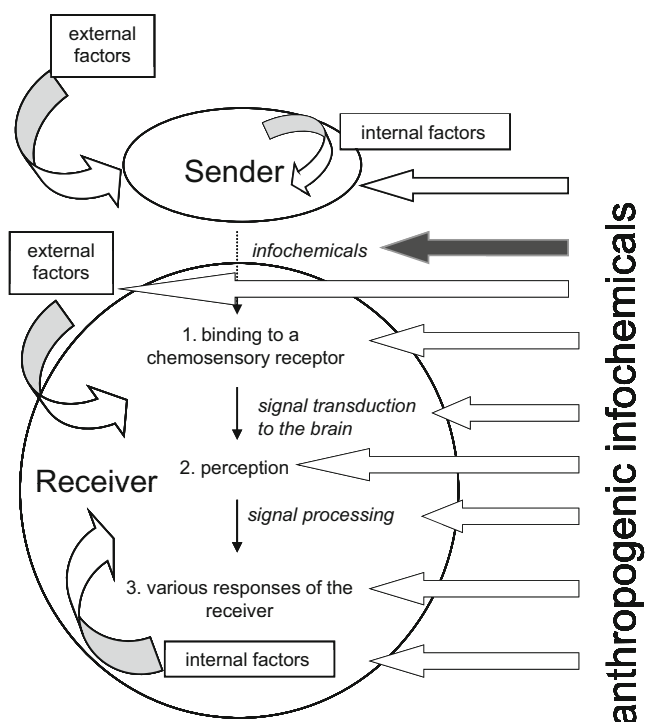 external
factors
internal factors
Sender
infochemicals
external
factors
1. binding to a
chemosensory receptor
signal transduction
to the brain
2. perception
Receiver
signal processing
3. various responses of the
receiver
internal factors
anthropogenic infochemicals